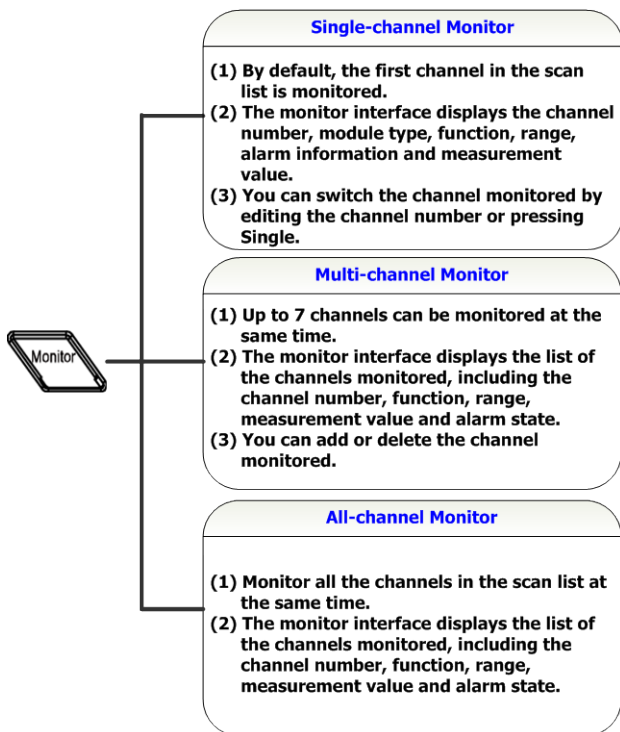 Single-channel Monitor
(1) By default, the first channel in the scan
list is monitored.
(2) The monitor interface displays the channel
number, module type, function, range,
alarm information and measurement
value.
(3) You can switch the channel monitored by
editing the channel number or pressing
Single.
Monitor
Multi-channel Monitor
(1) Up to 7 channels can be monitored at the
same time.
(2) The monitor interface displays the list of
the channels monitored, including the
channel number, function, range,
measurement value and alarm state.
(3) You can add or delete the channel
monitored.
All-channel Monitor
(1) Monitor all the channels in the scan list at
the same time.
(2) The monitor interface displays the list of
the channels monitored, including the
channel number, function, range,
measurement value and alarm state.